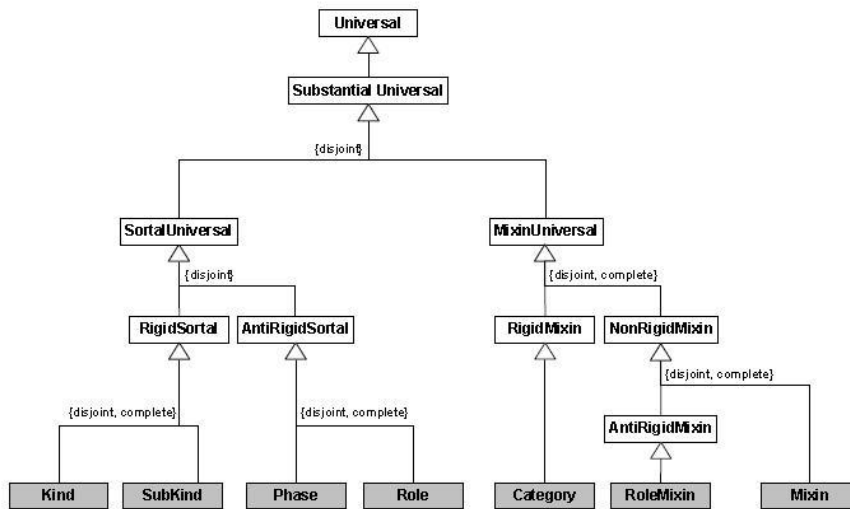 Universal
Substantial Universal
{disjoint}
SortalUniversal
MixinUniversal
{disjoint}
{disjoint, complete}
RigidSortal
AntiRigidSortal
RigidMixin
NonRigidMixin
{disjoint, complete}
{disjoint, complete}
{disjoint, complete}
AntiRigidMixin
Kind
SubKind
Phase
Role
Category
RoleMixin
Mixin